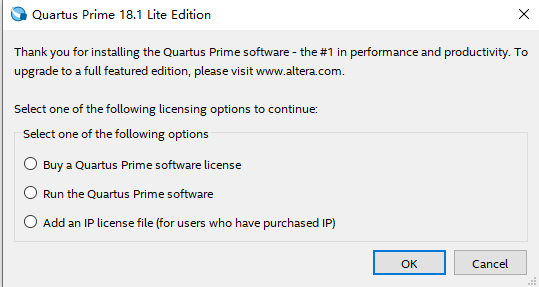 Quartus Prime 18.1 Lite Edition
Thank you for installing the Quartus Prime software - the #1 in performance and productivity. To
upgrade to a full featured edition, please visit www.altera.com.
Select one of the following licensing options to continue:
Select one of the following options
Buy a Quartus Prime software license
Run the Quartus Prime software
Add an IP license file (for users who have purchased IP)
OK
Cancel